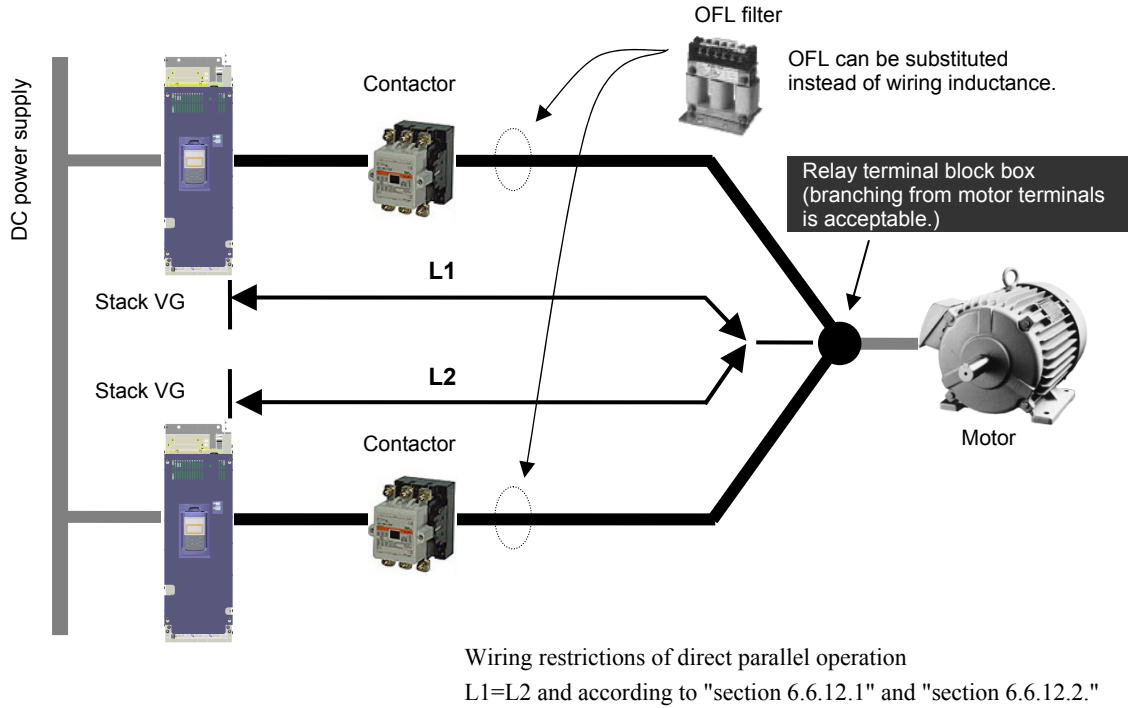 OFL filter
OFL can be substituted
instead of wiring inductance.
DC power supply
Contactor
Relay terminal block box
(branching from motor terminals
is acceptable.)
L1
Stack VG
L2
Stack VG
Contactor
Motor
Wiring restrictions of direct parallel operation
L1=L2 and according to "section 6.6.12.1" and "section 6.6.12.2."